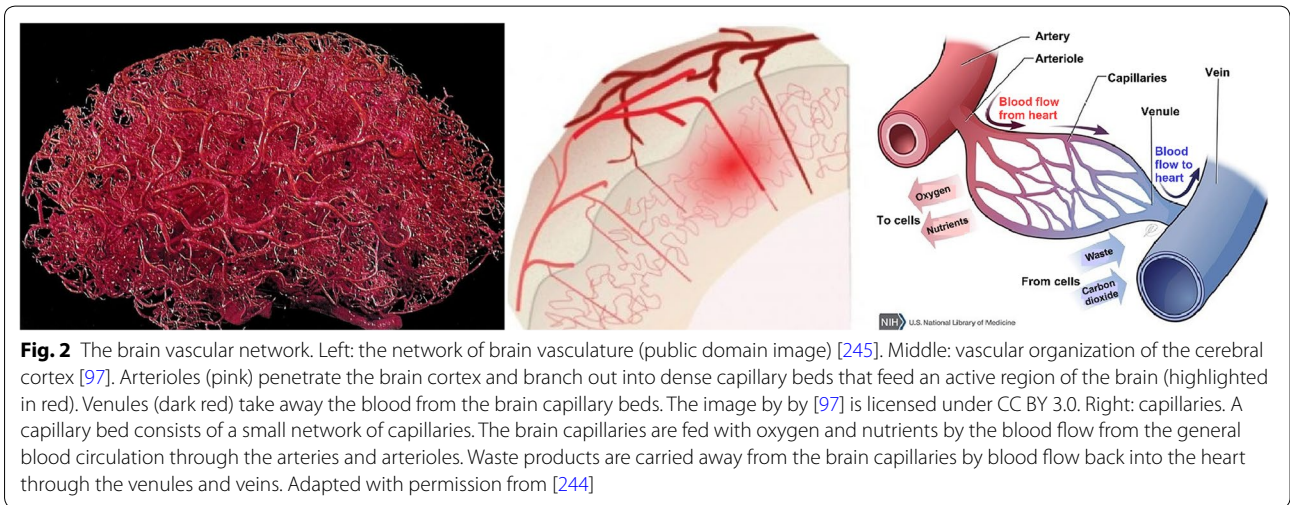 Artery
Arteriole
Capillaries
Vein
Blood flow
from heart
Venule
Blood
flow to
heart
Oxygen
To cells
Nutrients
Waste
From cells
Carbon
dioxide
NIH U.S. National Library of Medicine
Fig. 2 The brain vascular network. Left: the network of brain vasculature (public domain image) [245]. Middle: vascular organization of the cerebral
cortex [97]. Arterioles (pink) penetrate the brain cortex and branch out into dense capillary beds that feed an active region of the brain (highlighted
in red). Venules (dark red) take away the blood from the brain capillary beds. The image by by [97] is licensed under CC BY 3.0. Right: capillaries. A
capillary bed consists of a small network of capillaries. The brain capillaries are fed with oxygen and nutrients by the blood flow from the general
blood circulation through the arteries and arterioles. Waste products are carried away from the brain capillaries by blood flow back into the heart
through the venules and veins. Adapted with permission from [244]